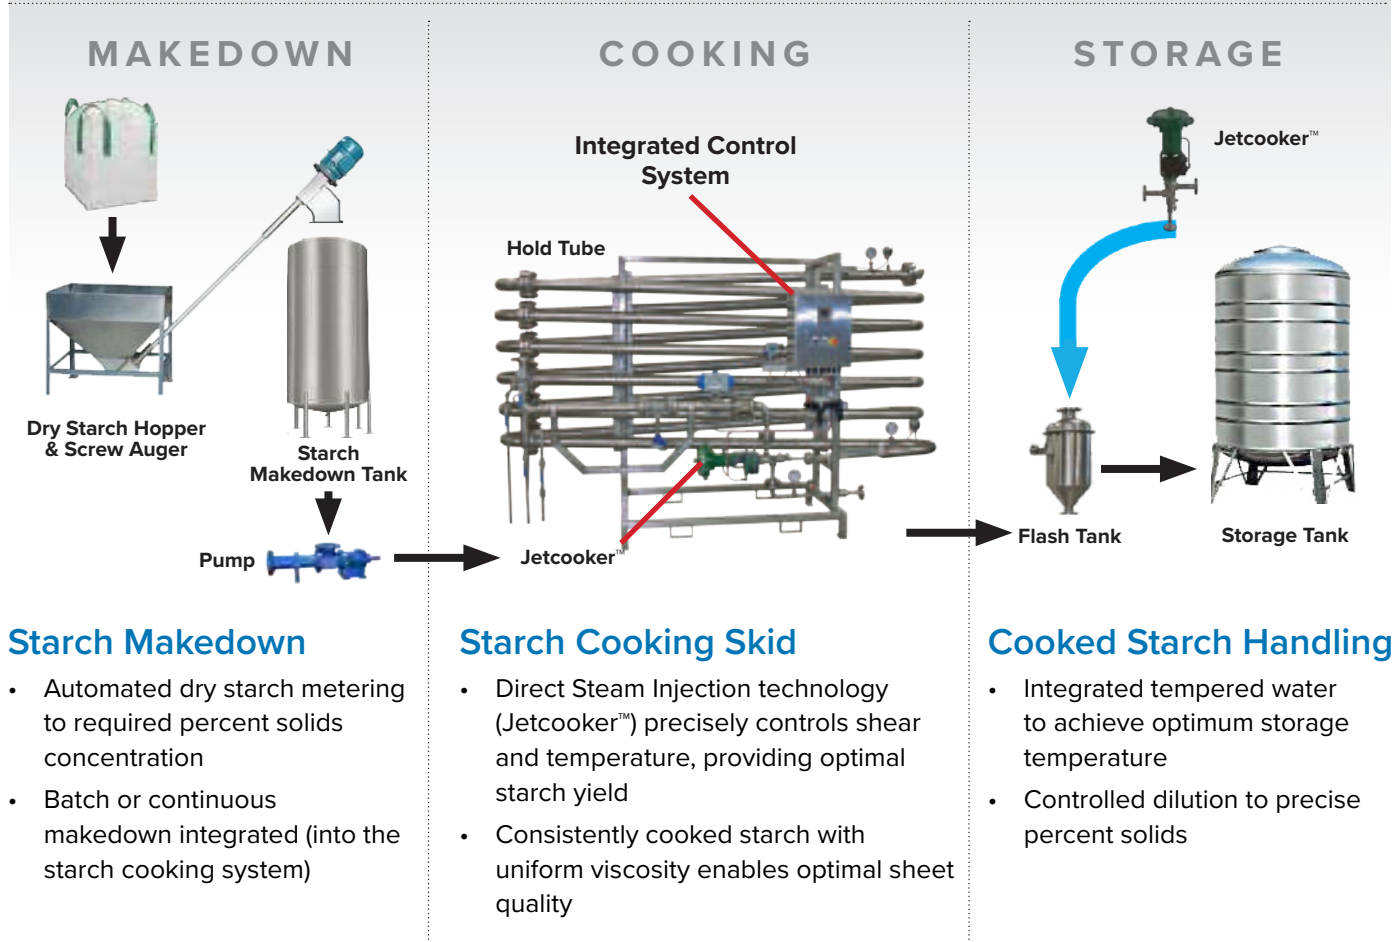 MAKEDOWN
COOKING
STORAGE
Integrated Control
System
Hold Tube
Jetcooker™
Dry Starch Hopper
& Screw Auger
Starch
Makedown Tank
Pump
Jetcooker™
Flash Tank
Storage Tank
Starch Makedown
• Automated dry starch metering
to required percent solids
concentration
• Batch or continuous
makedown integrated (into the
starch cooking system)
Starch Cooking Skid
• Direct Steam Injection technology
(Jetcooker™) precisely controls shear
and temperature, providing optimal
starch yield
• Consistently cooked starch with
uniform viscosity enables optimal sheet
quality
Cooked Starch Handling
• Integrated tempered water
to achieve optimum storage
temperature
• Controlled dilution to precise
percent solids